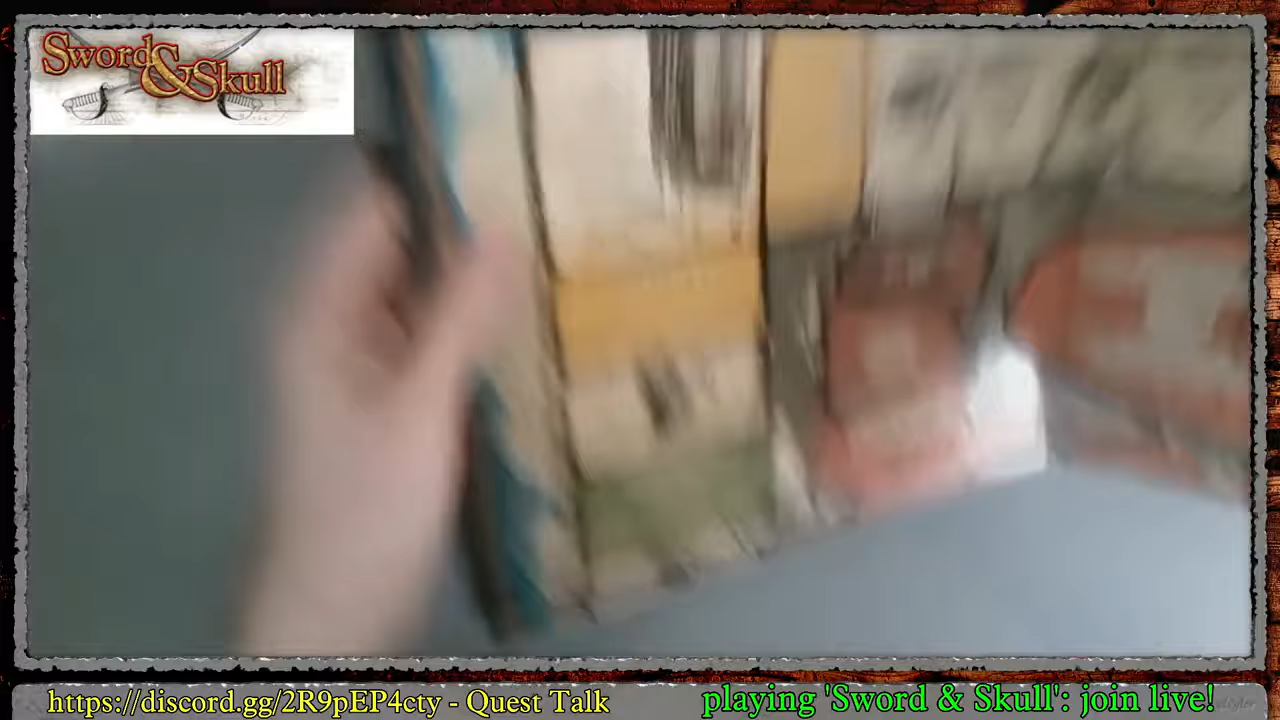 Sword & Skull
https://discord.gg/2R9pEP4cty - Quest Talk
playing 'Sword & Skull': join live!